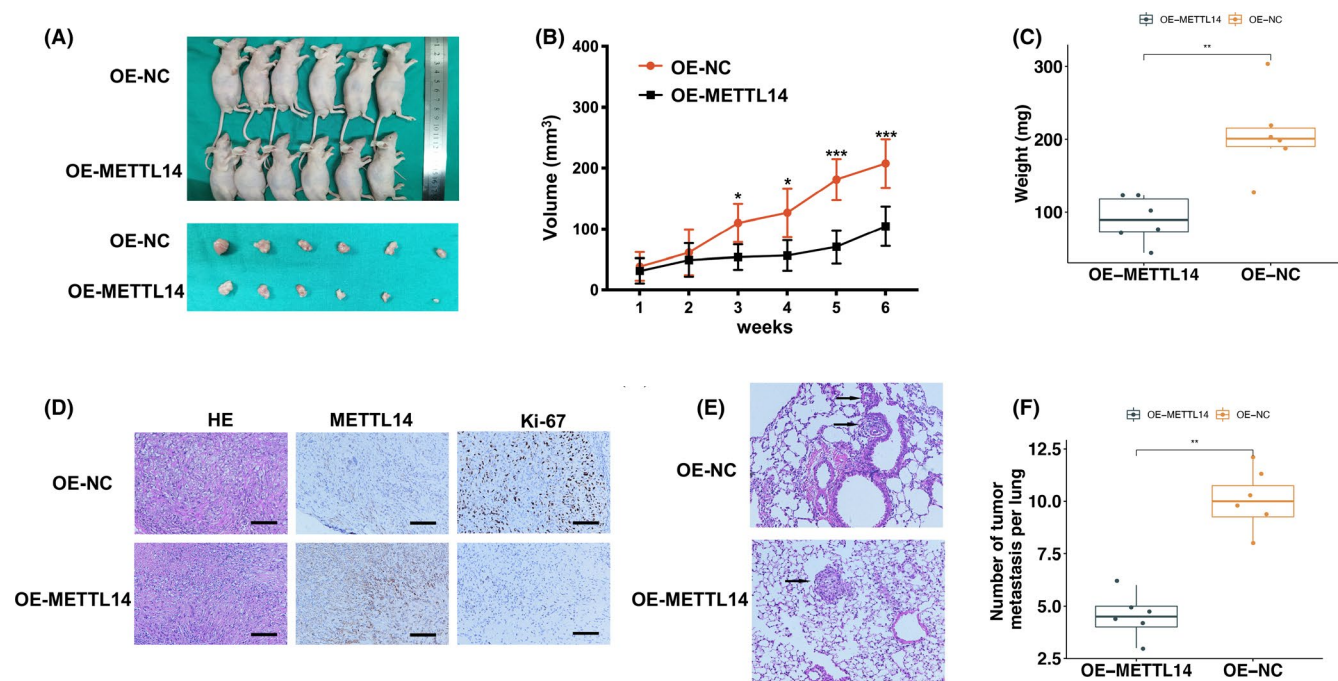 (A)
OE-NC
OE-METTL14
OE-NC
OE-METTL14
(B)
OE-NC
OE-METTL14
Volume (mm³)
400
300
200
100
0
*
*
***
***
1 2 3 4 5 6
weeks
(C)
OE−METTL14 OE−NC
**
Weight (mg)
300
200
100
OE−METTL14 OE−NC
(D)
HE METTL14 Ki-67
OE-NC
OE-METTL14
(E)
OE-NC
OE-METTL14
(F)
OE−METTL14 OE−NC
**
Number of tumor
metastasis per lung
12.5
10.0
7.5
5.0
2.5
OE−METTL14 OE−NC